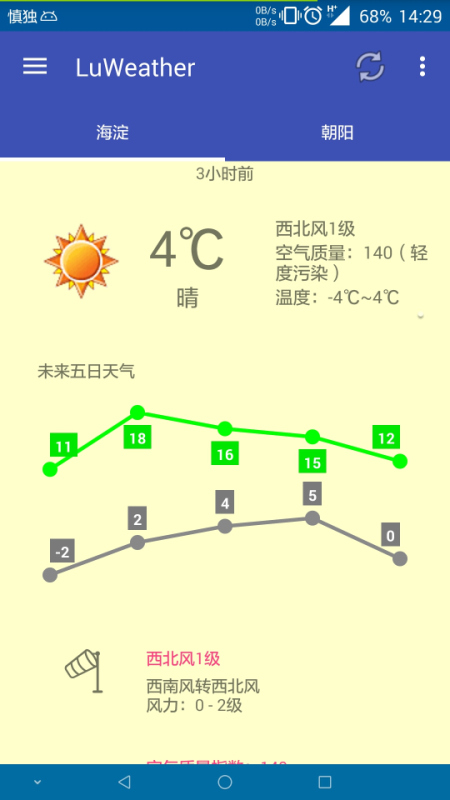 慎独
0B/s
0B/s
H+
68%
14:29
LuWeather
海淀
朝阳
3小时前
4℃
晴
西北风1级
空气质量：140（轻
度污染）
温度：-4℃~4℃
未来五日天气
11
18
16
15
12
-2
2
4
5
0
西北风1级
西南风转西北风
风力：0 - 2级